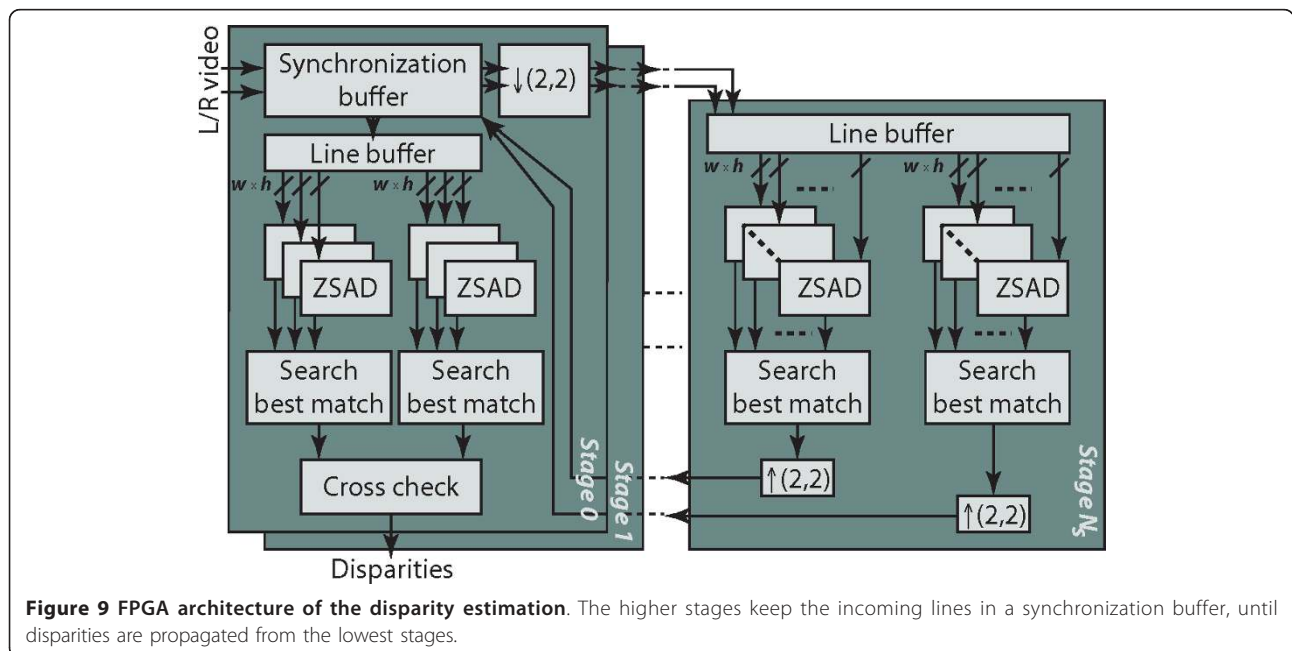 L/R video
Synchronization
buffer
↓(2,2)
Line buffer
w×h
w×h
ZSAD
ZSAD
Search
best match
Search
best match
Cross check
Stage 0
Stage 1
Disparities
Line buffer
w×h
w×h
ZSAD
ZSAD
Search
best match
Search
best match
↑(2,2)
↑(2,2)
Stage Ns
Figure 9 FPGA architecture of the disparity estimation. The higher stages keep the incoming lines in a synchronization buffer, until
disparities are propagated from the lowest stages.